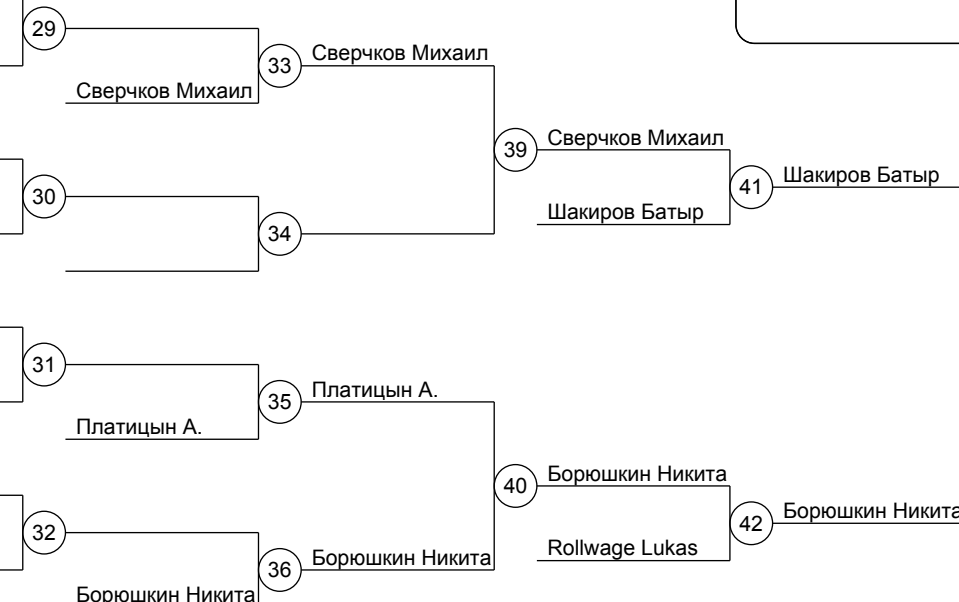 29
Сверчков Михаил
33
Сверчков Михаил
39
Сверчков Михаил
41
Шакиров Батыр
Шакиров Батыр
30
34
31
Платицын А.
35
Платицын А.
40
Борюшкин Никита
42
Борюшкин Никита
Rollwage Lukas
32
36
Борюшкин Никита
Борюшкин Никита